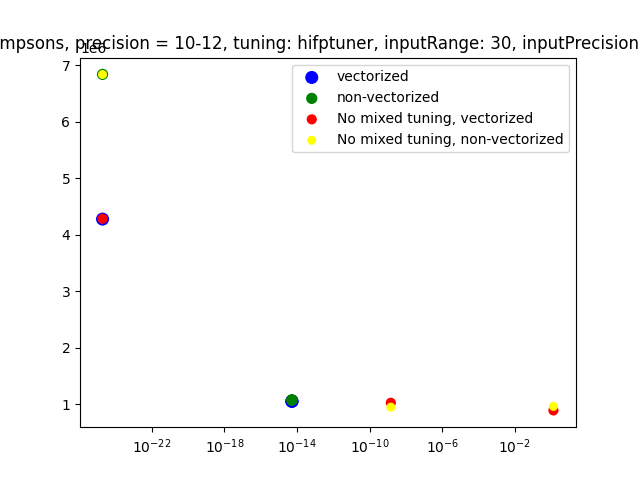 mpsons, precision = 10-12, tuning: hifptuner, inputRange: 30, inputPrecision
1e6
vectorized
non-vectorized
No mixed tuning, vectorized
No mixed tuning, non-vectorized
7
6
5
4
3
2
1
10⁻²² 10⁻¹⁸ 10⁻¹⁴ 10⁻¹⁰ 10⁻⁶ 10⁻²